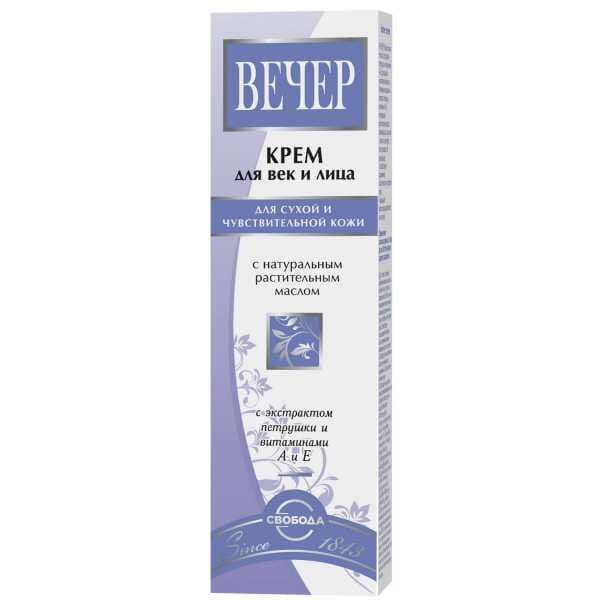 ВЕЧЕР
КРЕМ
ДЛЯ ВЕК И ЛИЦА
ДЛЯ СУХОЙ И
ЧУВСТВИТЕЛЬНОЙ КОЖИ
с натуральным
растительным
маслом
с экстрактом
петрушки и
витаминами
А и Е
СВОБОДА
Since 1843